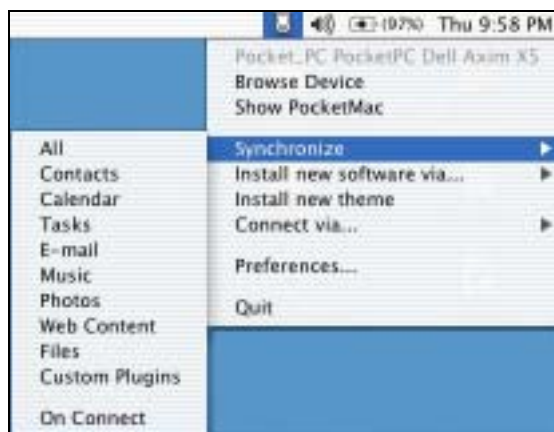 (97%) Thu 9:58 PM
Pocket_PC PocketPC Dell Axim X5
Browse Device
Show PocketMac
Synchronize
Install new software via...
Install new theme
Connect via...
Preferences...
Quit
All
Contacts
Calendar
Tasks
E-mail
Music
Photos
Web Content
Files
Custom Plugins
On Connect